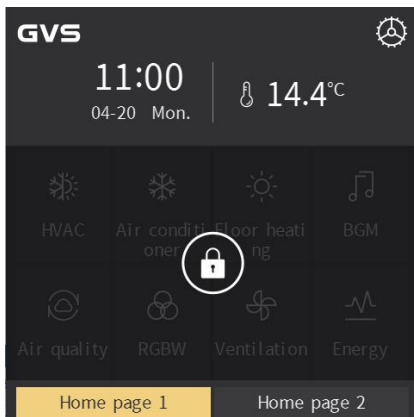 GVS
11:00
04-20 Mon.
14.4°C
HVAC
Air conditi
oner
Floor heati
ng
BGM
Air quality
RGBW
Ventilation
Energy
Home page 1
Home page 2